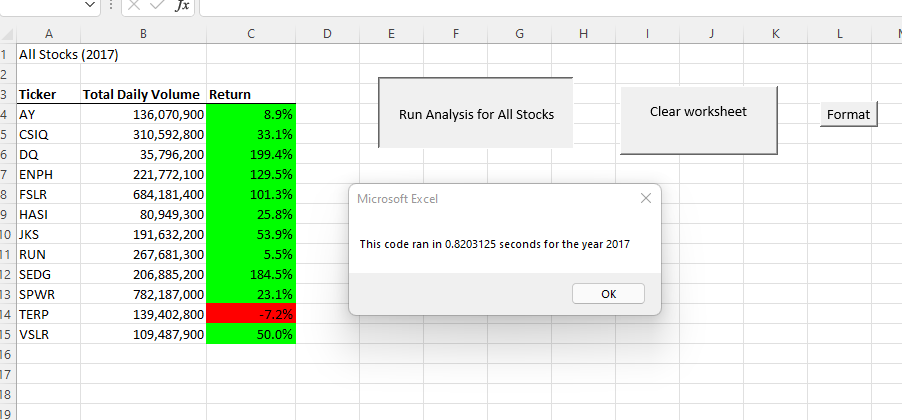 fx
A B C D E F G H I J K L
1 All Stocks (2017)
2
3 Ticker Total Daily Volume Return
4 AY 136,070,900 8.9%
5 CSIQ 310,592,800 33.1%
6 DQ 35,796,200 199.4%
7 ENPH 221,772,100 129.5%
8 FSLR 684,181,400 101.3%
9 HASI 80,949,300 25.8%
10 JKS 191,632,200 53.9%
11 RUN 267,681,300 5.5%
12 SEDG 206,885,200 184.5%
13 SPWR 782,187,000 23.1%
14 TERP 139,402,800 -7.2%
15 VSLR 109,487,900 50.0%
16
17
18
19
Run Analysis for All Stocks
Clear worksheet
Format
Microsoft Excel
This code ran in 0.8203125 seconds for the year 2017
OK